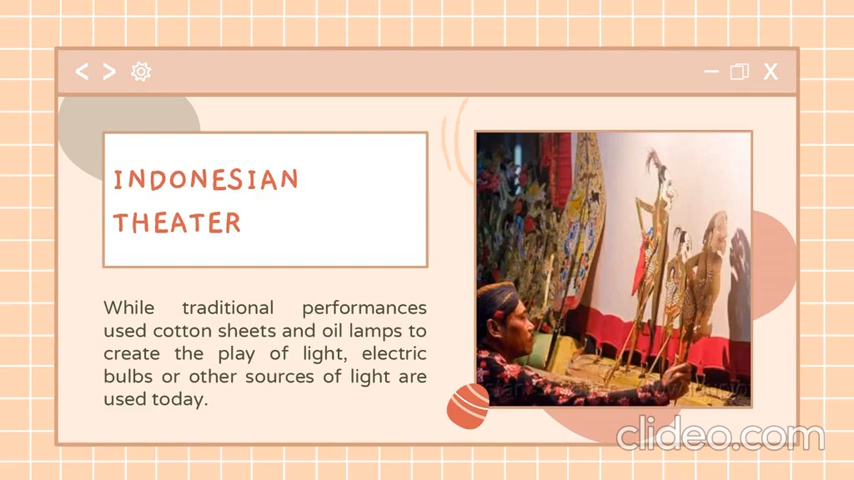 INDONESIAN
THEATER
While traditional performances
used cotton sheets and oil lamps to
create the play of light, electric
bulbs or other sources of light are
used today.
clideo.com